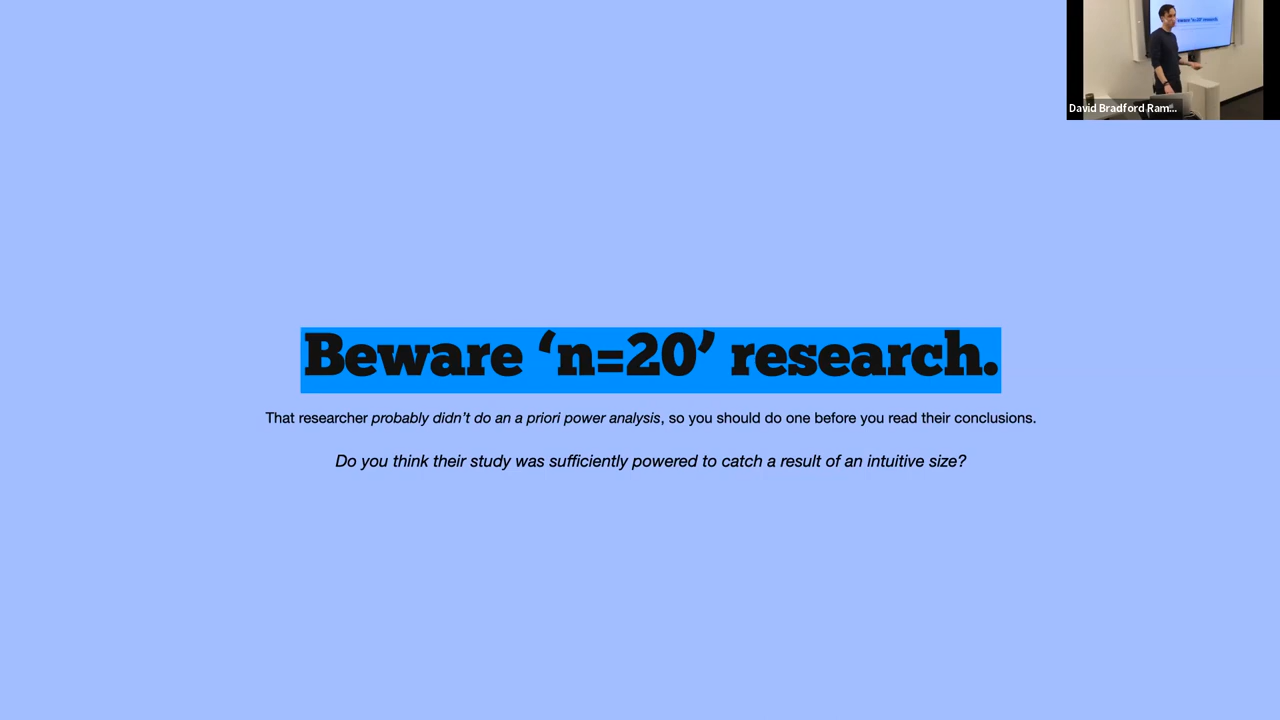 David Bradford Ram...
Beware ‘n=20’ research.
That researcher probably didn’t do an a priori power analysis, so you should do one before you read their conclusions.
Do you think their study was sufficiently powered to catch a result of an intuitive size?